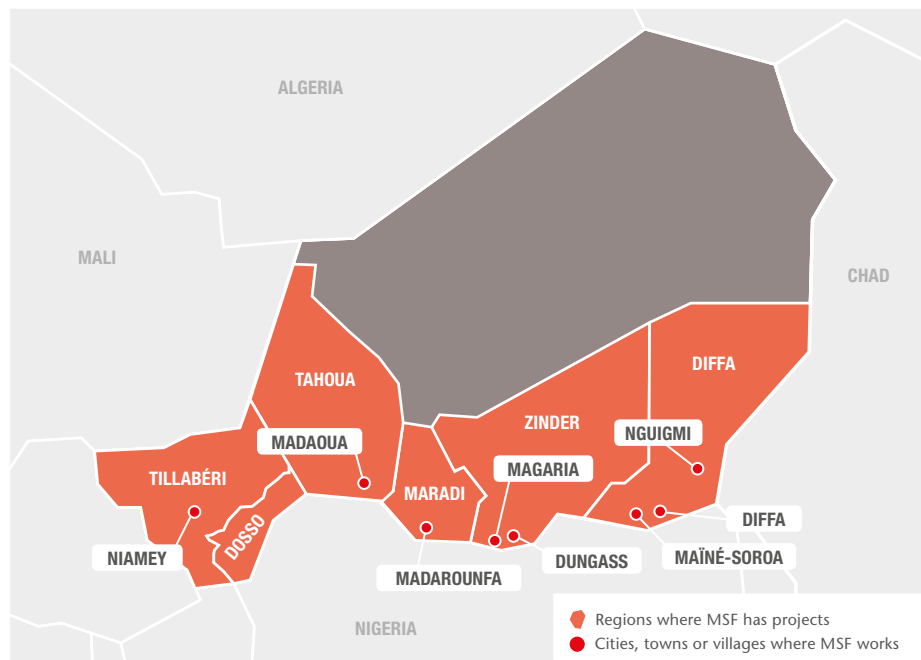 ALGERIA
MALI
CHAD
DIFFA
TAHOUA
ZINDER
NGUIGMI
MADAOUA
MAGARIA
TILLABÉRI
MARADI
DIFFA
DOSSO
NIAMEY
DUNGASS
MAÏNÉ-SOROA
MADAROUNFA
NIGERIA
Regions where MSF has projects
Cities, towns or villages where MSF works